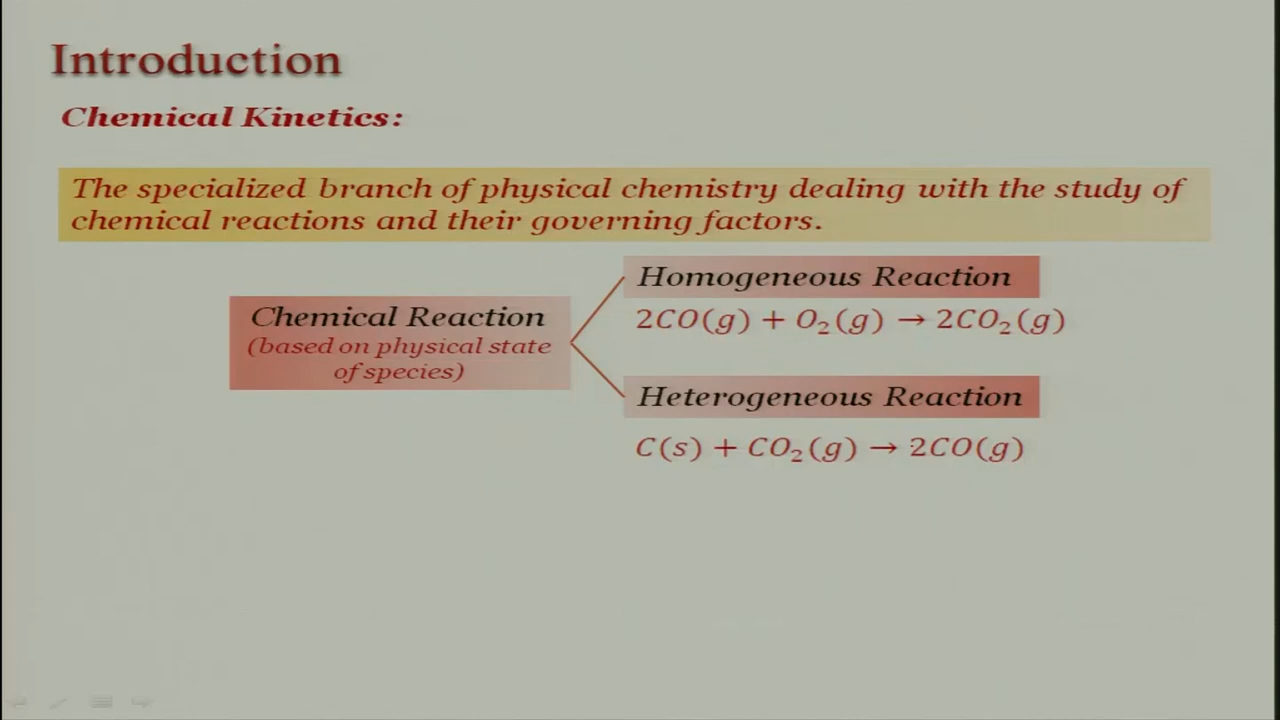 Introduction
Chemical Kinetics:
The specialized branch of physical chemistry dealing with the study of
chemical reactions and their governing factors.
Homogeneous Reaction
2CO(g) + O₂(g) → 2CO₂(g)
Chemical Reaction
(based on physical state
of species)
Heterogeneous Reaction
C(s) + CO₂(g) → 2CO(g)